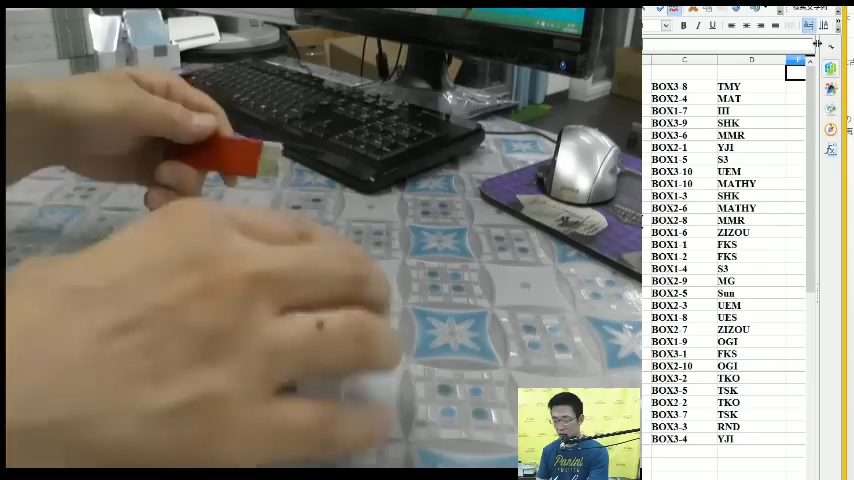 B I U
C D E
BOX3-8 TMY
BOX2-4 MAT
BOX1-7 III
BOX3-9 SHK
BOX3-6 MMR
BOX2-1 YJI
BOX1-5 S3
BOX3-10 UEM
BOX1-10 MATHY
BOX1-3 SHK
BOX2-6 MATHY
BOX2-8 MMR
BOX1-6 ZIZOU
BOX1-1 FKS
BOX1-2 FKS
BOX1-4 S3
BOX2-9 MG
BOX2-5 Sun
BOX2-3 UEM
BOX1-8 UES
BOX2-7 ZIZOU
BOX1-9 OGI
BOX3-1 FKS
BOX2-10 OGI
BOX3-2 TKO
BOX3-5 TSK
BOX2-2 TKO
BOX3-7 TSK
BOX3-3 RND
BOX3-4 YJI
Panini